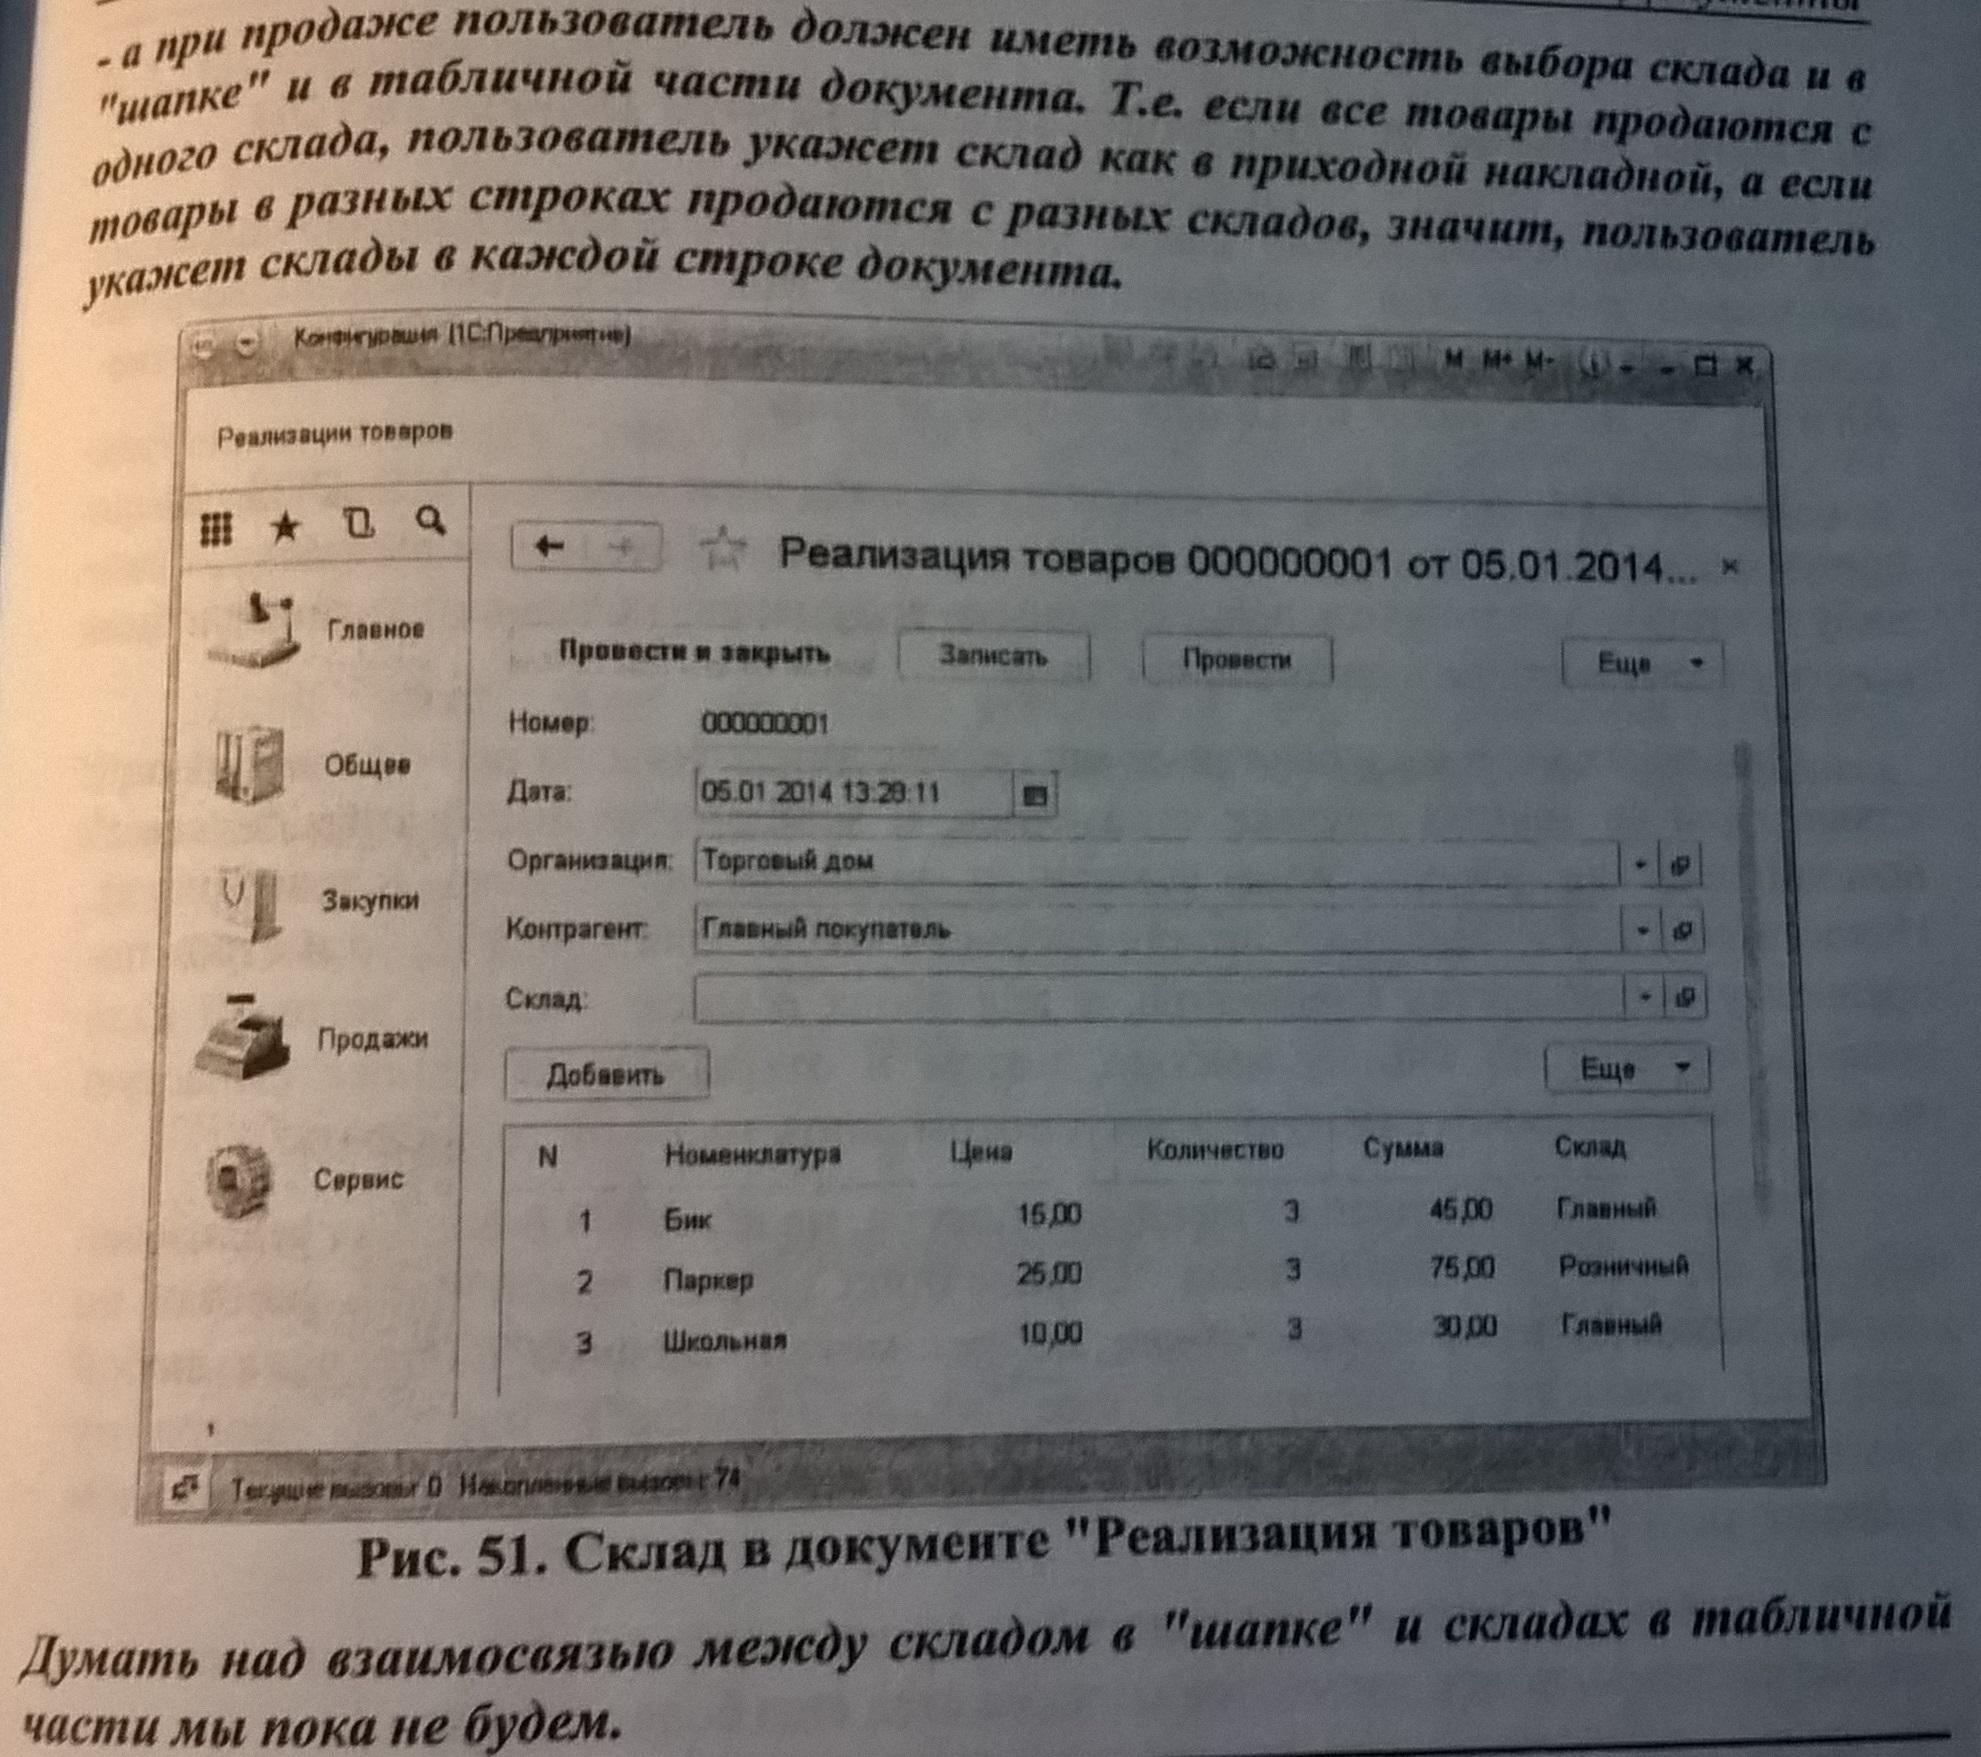 - а при продаже пользователь должен иметь возможность выбора склада и в
"шапке" и в табличной части документа. Т.е. если все товары продаются с
одного склада, пользователь укажет склад как в приходной накладной, а если
товары в разных строках продаются с разных складов, значит, пользователь
укажет склады в каждой строке документа.
Конфигурация (1С:Предприятие)
M M+ M-
Реализации товаров
Реализация товаров 000000001 от 05.01.2014...
Главное
Провести и закрыть Записать Провести Еще
Номер: 000000001
Общее
Дата: 05.01.2014 13:28:11
Организация: Торговый дом
Закупки
Контрагент: Главный покупатель
Склад:
Продажи
Добавить Еще
N Номенклатура Цена Количество Сумма Склад
Сервис
1 Бик 15,00 3 45,00 Главный
2 Паркер 25,00 3 75,00 Розничный
3 Школьная 10,00 3 30,00 Главный
Текущие вызовы: 0 Накопленные вызовы: 74
Рис. 51. Склад в документе "Реализация товаров"
Думать над взаимосвязью между складом в "шапке" и складах в табличной
части мы пока не будем.